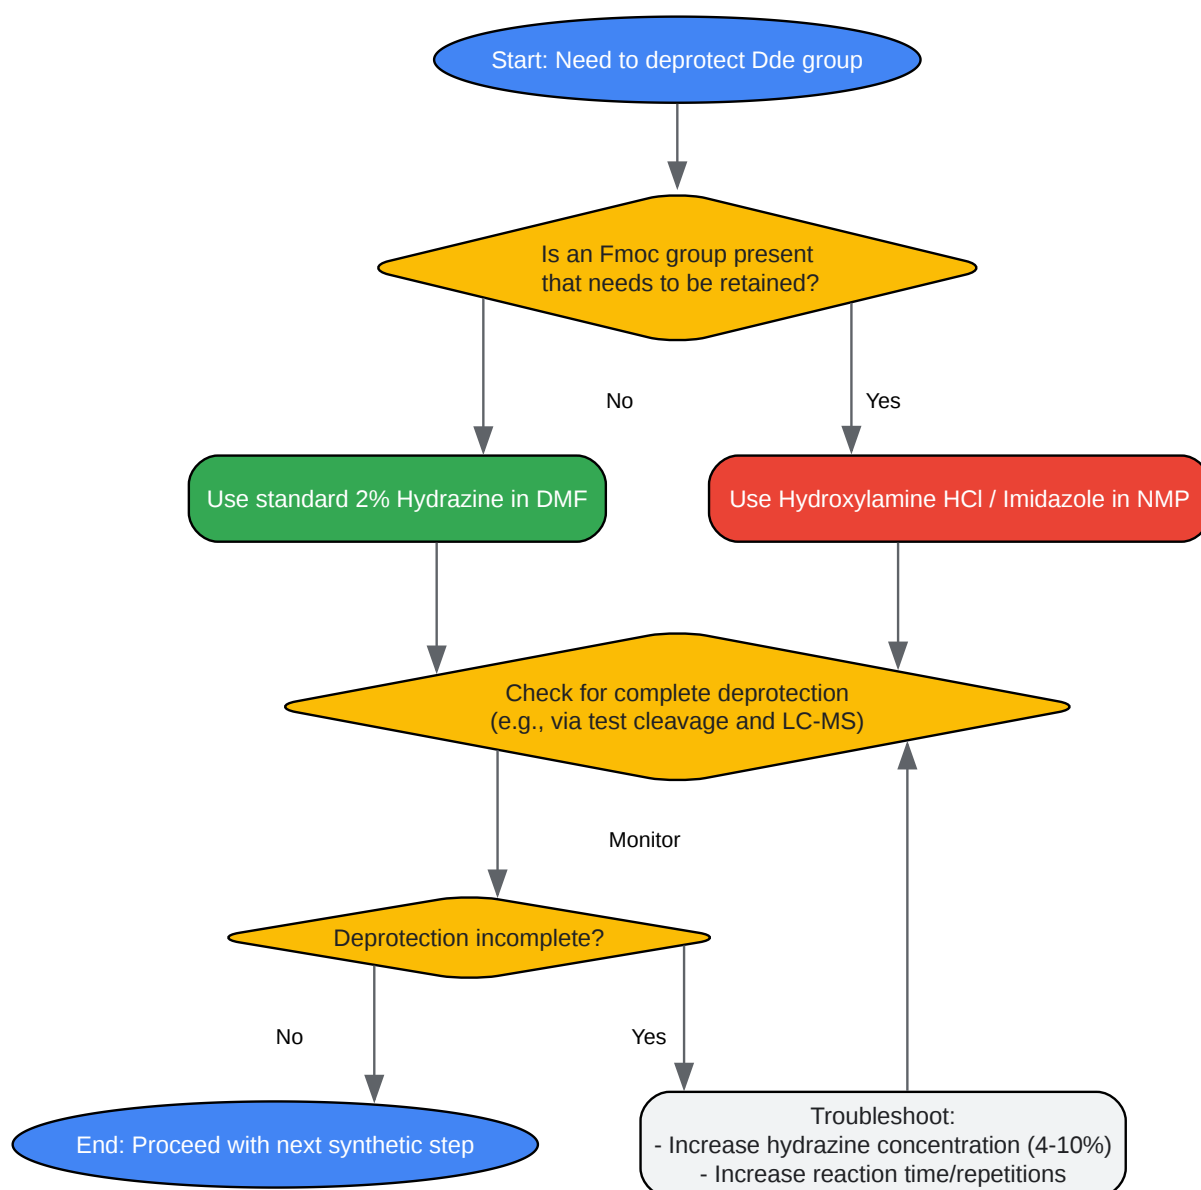 Start: Need to deprotect Dde group
Is an Fmoc group present
that needs to be retained?
No
Yes
Use standard 2% Hydrazine in DMF
Use Hydroxylamine HCl / Imidazole in NMP
Check for complete deprotection
(e.g., via test cleavage and LC-MS)
Monitor
Deprotection incomplete?
No
Yes
End: Proceed with next synthetic step
Troubleshoot:
- Increase hydrazine concentration (4-10%)
- Increase reaction time/repetitions